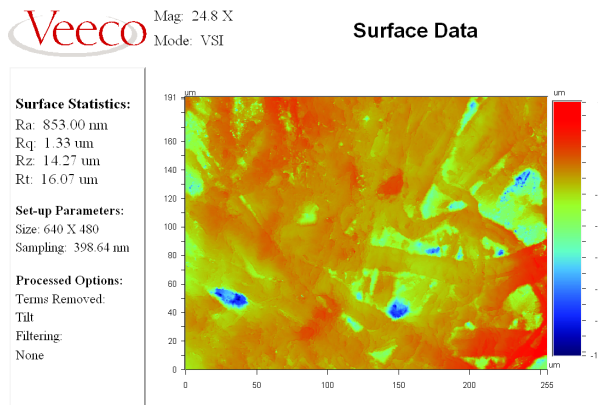 Veeco
Mag: 24.8 X
Mode: VSI
Surface Data
Surface Statistics:
Ra: 853.00 nm
Rq: 1.33 um
Rz: 14.27 um
Rt: 16.07 um
Set-up Parameters:
Size: 640 X 480
Sampling: 398.64 nm
Processed Options:
Terms Removed:
Tilt
Filtering:
None
um
191
160
140
120
100
80
60
40
20
0
0
50
100
150
200
255
um
um
-
-1